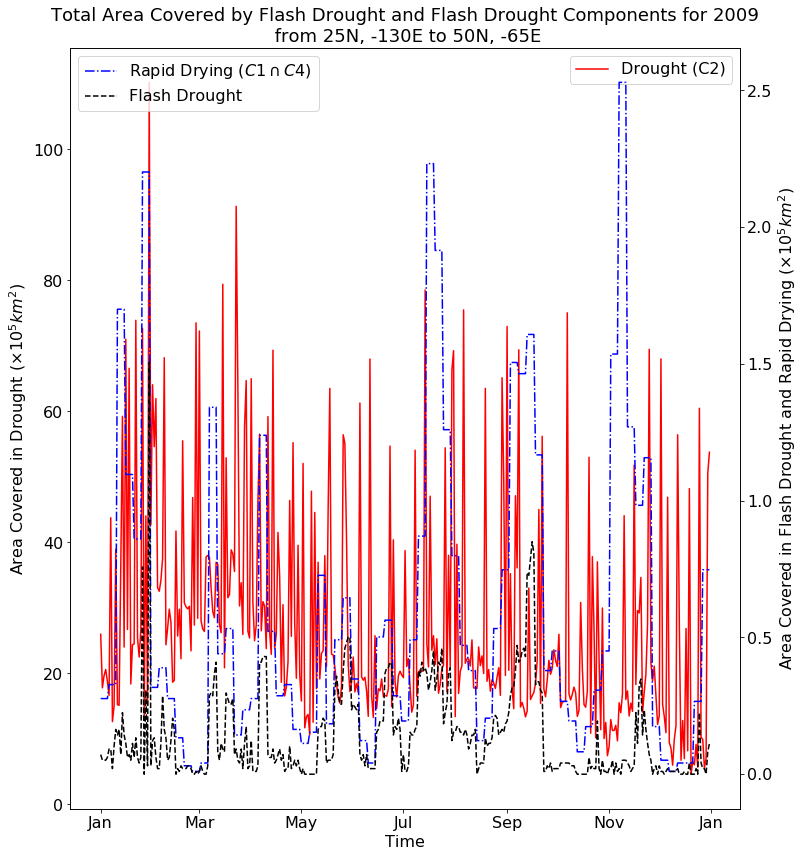 Total Area Covered by Flash Drought and Flash Drought Components for 2009
from 25N, -130E to 50N, -65E
Rapid Drying (C1 ∩ C4)
Flash Drought
Drought (C2)
Area Covered in Drought (×10⁵km²)
100
80
60
40
20
0
2.5
2.0
1.5
1.0
0.5
0.0
Area Covered in Flash Drought and Rapid Drying (×10⁵km²)
Jan Mar May Jul Sep Nov Jan
Time